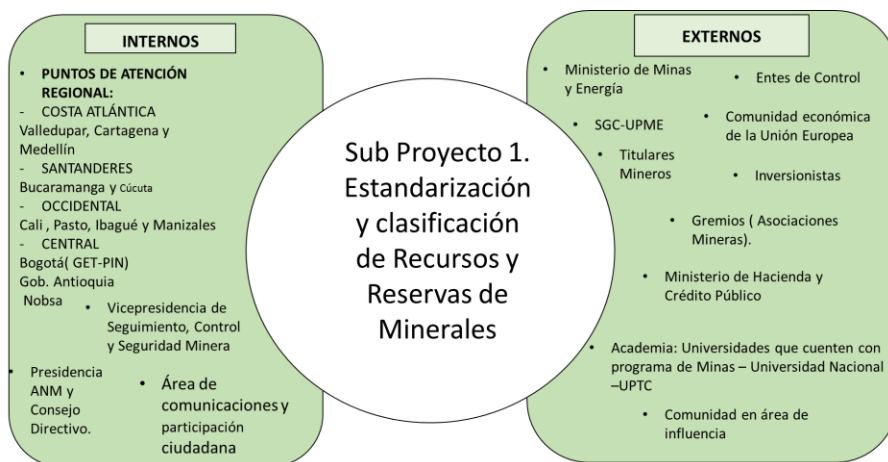 INTERNOS
• PUNTOS DE ATENCIÓN
REGIONAL:
- COSTA ATLÁNTICA
Valledupar, Cartagena y
Medellín
- SANTANDERES
Bucaramanga y Cúcuta
- OCCIDENTAL
Cali , Pasto, Ibagué y Manizales
- CENTRAL
Bogotá( GET-PIN)
Gob. Antioquia
Nobsa
• Vicepresidencia de
Seguimiento, Control
y Seguridad Minera
• Presidencia
ANM y
Consejo
Directivo.
• Área de
comunicaciones y
participación
ciudadana
Sub Proyecto 1.
Estandarización
y clasificación
de Recursos y
Reservas de
Minerales
EXTERNOS
• Ministerio de Minas
y Energía
• Entes de Control
• SGC-UPME
• Comunidad económica
de la Unión Europea
• Titulares
Mineros
• Inversionistas
• Gremios ( Asociaciones
Mineras).
• Ministerio de Hacienda y
Crédito Público
• Academia: Universidades que cuenten con
programa de Minas – Universidad Nacional
–UPTC
• Comunidad en área de
influencia